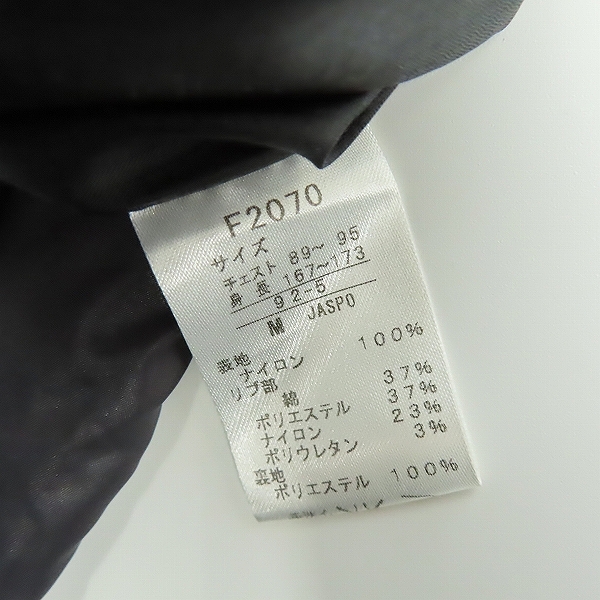 F2070
サイズ
チェスト 89～ 95
身 長 167～173
92-5
M JASPO
表地
ナイロン 100%
リブ部
綿 37%
ポリエステル 37%
ナイロン 23%
ポリウレタン 3%
裏地
ポリエステル 100%